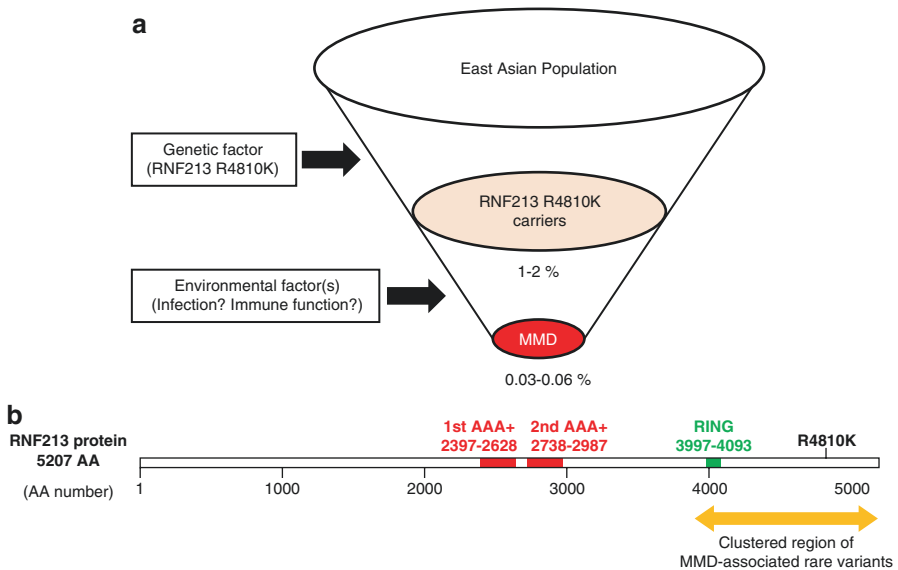 a
East Asian Population
Genetic factor
(RNF213 R4810K)
RNF213 R4810K
carriers
1-2 %
Environmental factor(s)
(Infection? Immune function?)
MMD
0.03-0.06 %
b
RNF213 protein
5207 AA
(AA number)
1st AAA+
2397-2628
2nd AAA+
2738-2987
RING
3997-4093
R4810K
1
1000
2000
3000
4000
5000
Clustered region of
MMD-associated rare variants